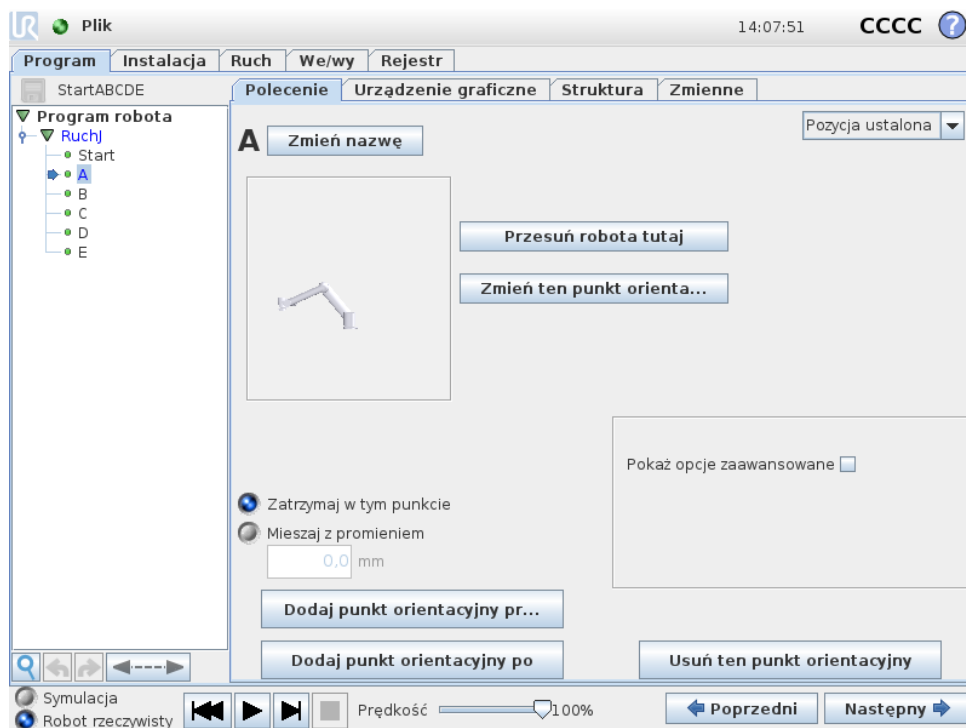 UR Plik 14:07:51 CCCC ?
Program Instalacja Ruch We/wy Rejestr
StartABCDE Polecenie Urządzenie graficzne Struktura Zmienne
Program robota
RuchJ
Start
A
B
C
D
E
A Zmień nazwę Pozycja ustalona
Przesuń robota tutaj
Zmień ten punkt orienta...
Pokaż opcje zaawansowane
Zatrzymaj w tym punkcie
Mieszaj z promieniem
0,0 mm
Dodaj punkt orientacyjny pr...
Dodaj punkt orientacyjny po Usuń ten punkt orientacyjny
Symulacja
Robot rzeczywisty
Prędkość 100% Poprzedni Następny